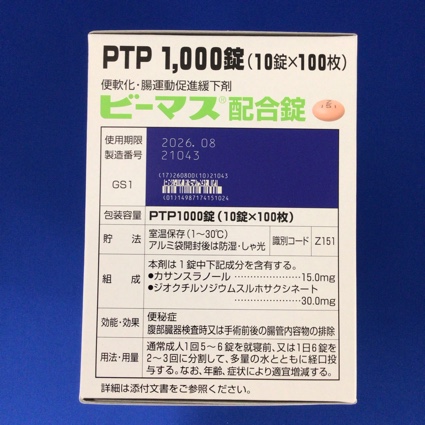 PTP 1,000錠(10錠×100枚)
便軟化・腸運動促進緩下剤
ビーマス®配合錠
使用期限 2026.08
製造番号 21043
GS1
(17)260800(10)21043
(01)14987174151024
包装容量 PTP1000錠(10錠×100枚)
貯法 室温保存(1〜30℃)
アルミ袋開封後は防湿・しゃ光
識別コード Z151
組成 本剤は1錠中下記成分を含有する。
●カサンスラノール 15.0mg
●ジオクチルソジウムスルホサクシネート
30.0mg
効能・効果 便秘症
腹部臓器検査時又は手術前後の腸管内容物の排除
用法・用量 通常成人1回5〜6錠を就寝前、又は1日6錠を
2〜3回に分割して、多量の水とともに経口投
与する。なお、年齢、症状により適宜増減する。
詳細は添付文書をご参照ください。